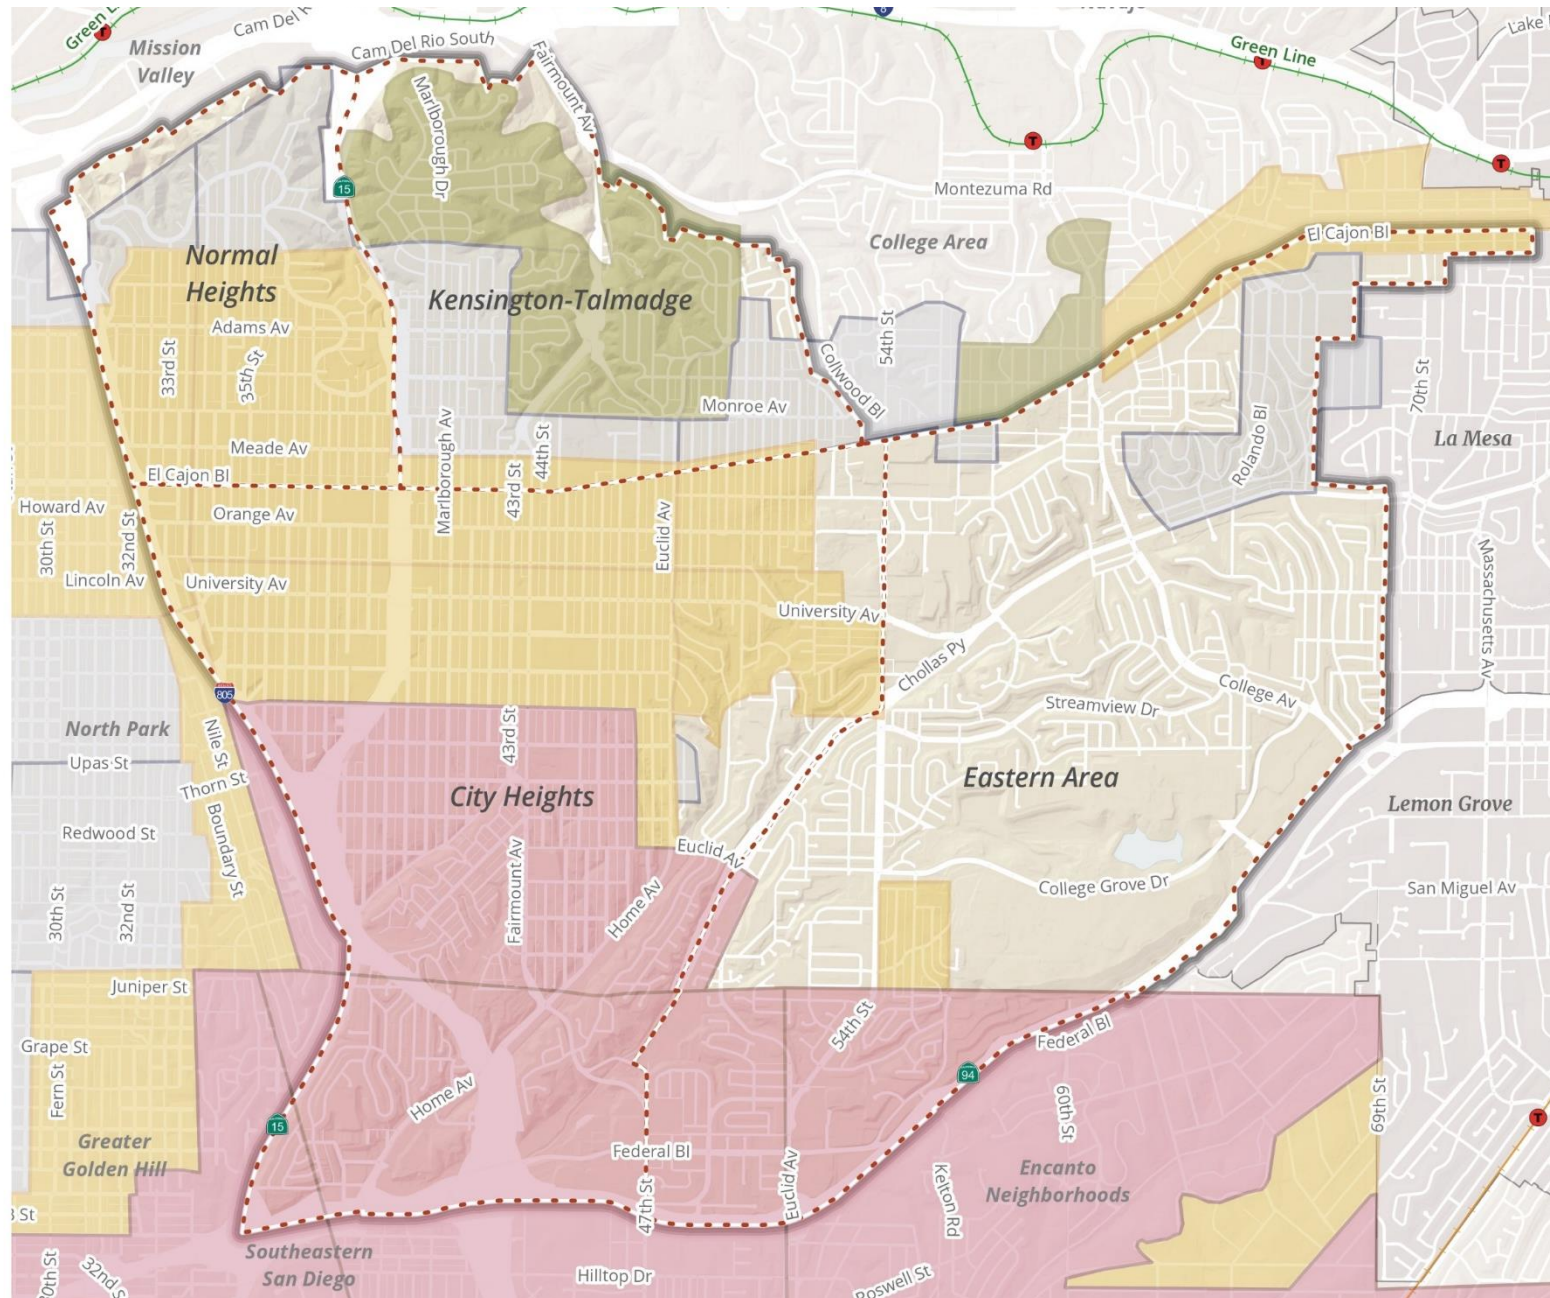 Green L
Mission
Valley
Cam Del R
Cam Del Rio South
Fairmount Av
8
Green Line
T
Lake
Marlborough Dr
15
Montezuma Rd
T
T
College Area
El Cajon Bl
Normal
Heights
Kensington-Talmadge
Adams Av
33rd St
35th St
54th St
Collwood Bl
Monroe Av
70th St
Rolando Bl
La Mesa
Meade Av
El Cajon Bl
Marlborough Av
44th St
43rd St
Howard Av
Orange Av
30th St
32nd St
Euclid Av
Lincoln Av
University Av
University Av
Massachusetts Av
Chollas Py
College Av
Streamview Dr
805
North Park
Nile St
43rd St
Upas St
Thorn St
City Heights
Eastern Area
Lemon Grove
Redwood St
Boundary St
Euclid Av
Fairmount Av
Home Av
College Grove Dr
San Miguel Av
30th St
32nd St
Juniper St
54th St
Federal Bl
Grape St
Fern St
Home Av
94
60th St
69th St
T
15
Greater
Golden Hill
Federal Bl
47th St
Euclid Av
Kelton Rd
Encanto
Neighborhoods
B St
Southeastern
San Diego
32nd S
Hilltop Dr
Roswell St